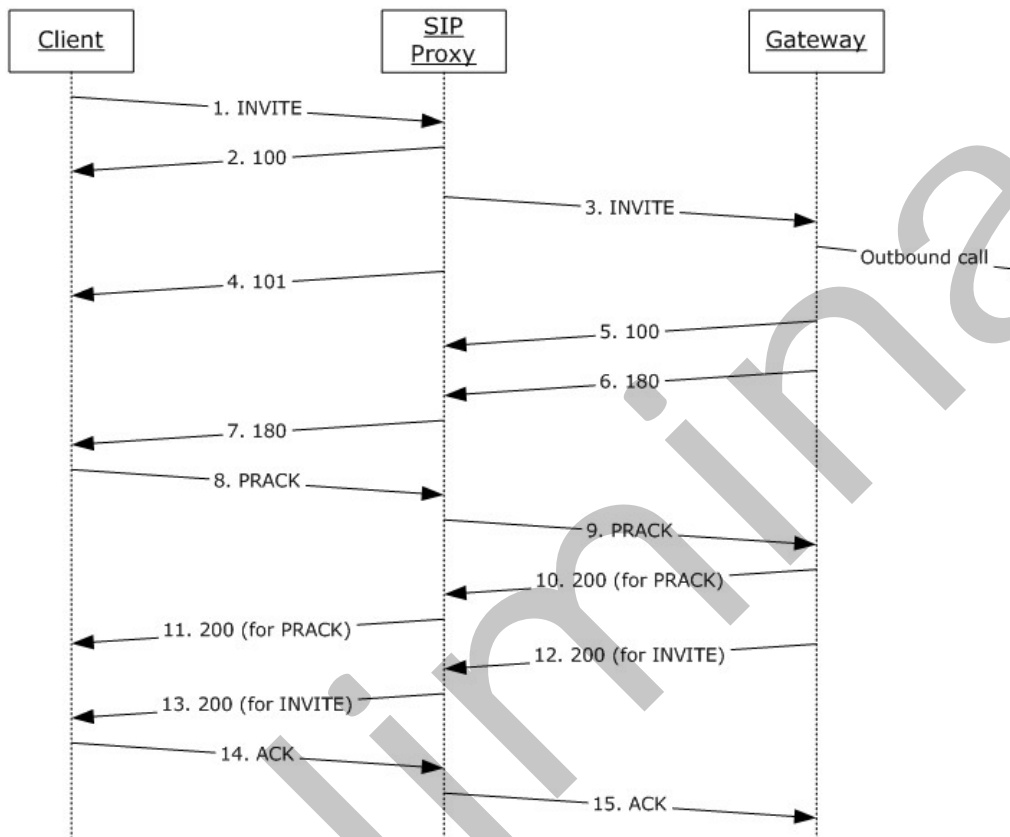 Client
SIP
Proxy
Gateway
1. INVITE
2. 100
3. INVITE
Outbound call
4. 101
5. 100
6. 180
7. 180
8. PRACK
9. PRACK
10. 200 (for PRACK)
11. 200 (for PRACK)
12. 200 (for INVITE)
13. 200 (for INVITE)
14. ACK
15. ACK
limina